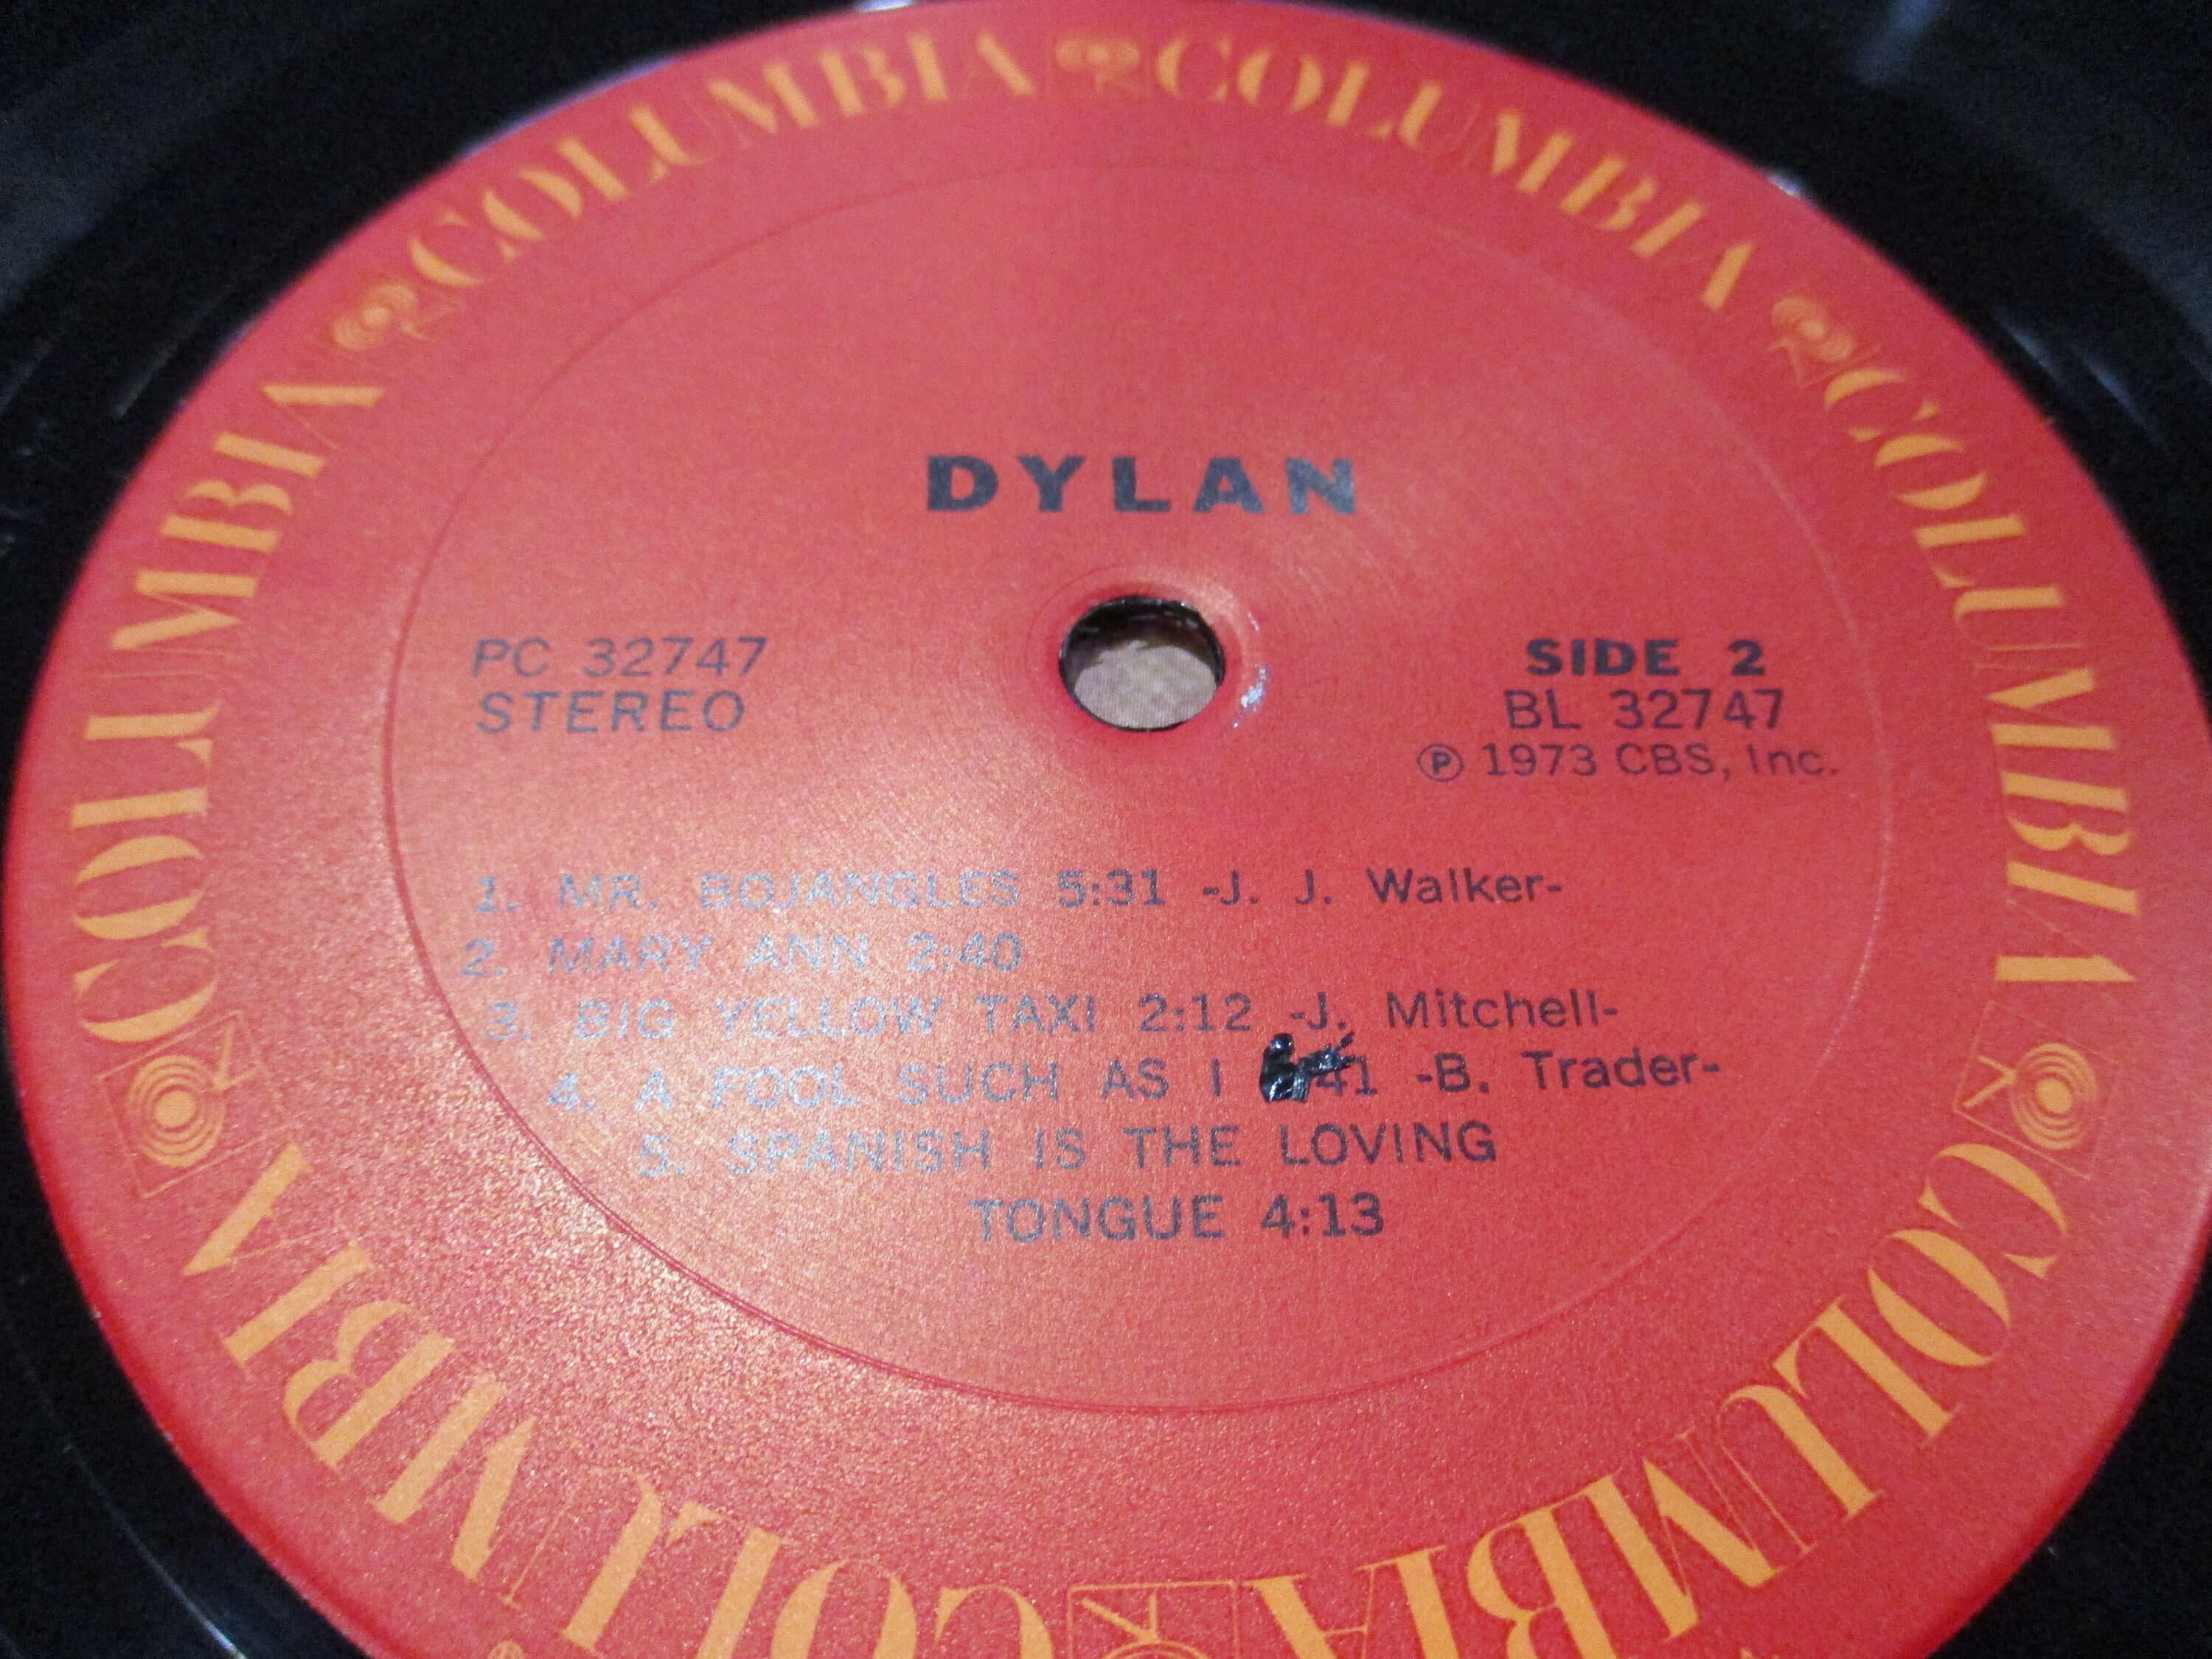 COLUMBIA COLUMBIA COLUMBIA COLUMBIA COLUMBIA COLUMBIA
DYLAN
PC 32747
STEREO
SIDE 2
BL 32747
℗ 1973 CBS, Inc.
1. MR. BOJANGLES 5:31 -J. J. Walker-
2. MARY ANN 2:40
3. BIG YELLOW TAXI 2:12 -J. Mitchell-
4. A FOOL SUCH AS I :41 -B. Trader-
5. SPANISH IS THE LOVING
TONGUE 4:13